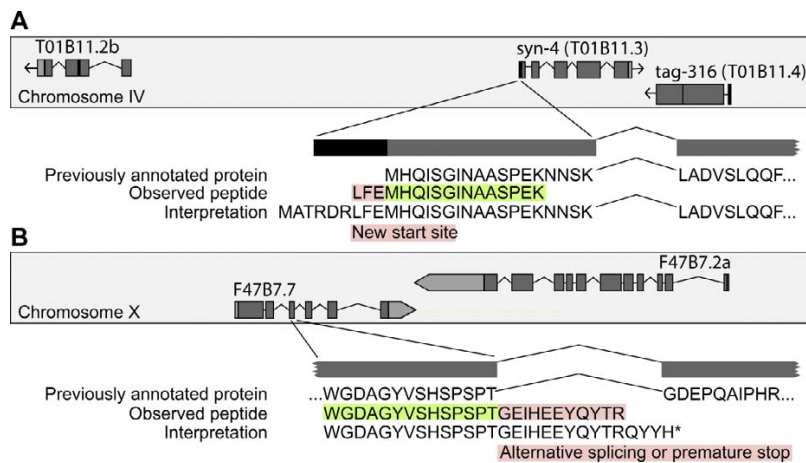 A
T01B11.2b
syn-4 (T01B11.3)
tag-316 (T01B11.4)
Chromosome IV
Previously annotated protein MHQISGINAASPEKNNSK LADVSLQQF...
Observed peptide LFEMHQISGINAASPEK
Interpretation MATRDRLFEMHQISGINAASPEKNNSK LADVSLQQF...
New start site
B
F47B7.2a
F47B7.7
Chromosome X
Previously annotated protein ...WGDAGYVSHSPSPT GDEPQAIPHR...
Observed peptide WGDAGYVSHSPSPTGEIHEEYQYTR
Interpretation WGDAGYVSHSPSPTGEIHEEYQYTRQYYH*
Alternative splicing or premature stop